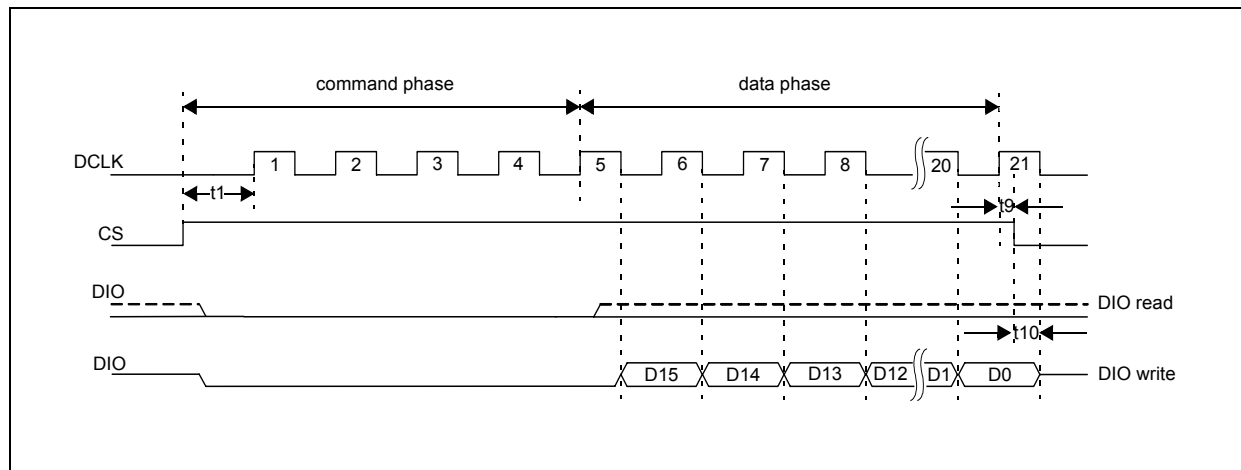 command phase data phase
DCLK 1 2 3 4 5 6 7 8 20 21
t1 t9
CS
DIO DIO read
t10
DIO D15 D14 D13 D12 D1 D0 DIO write